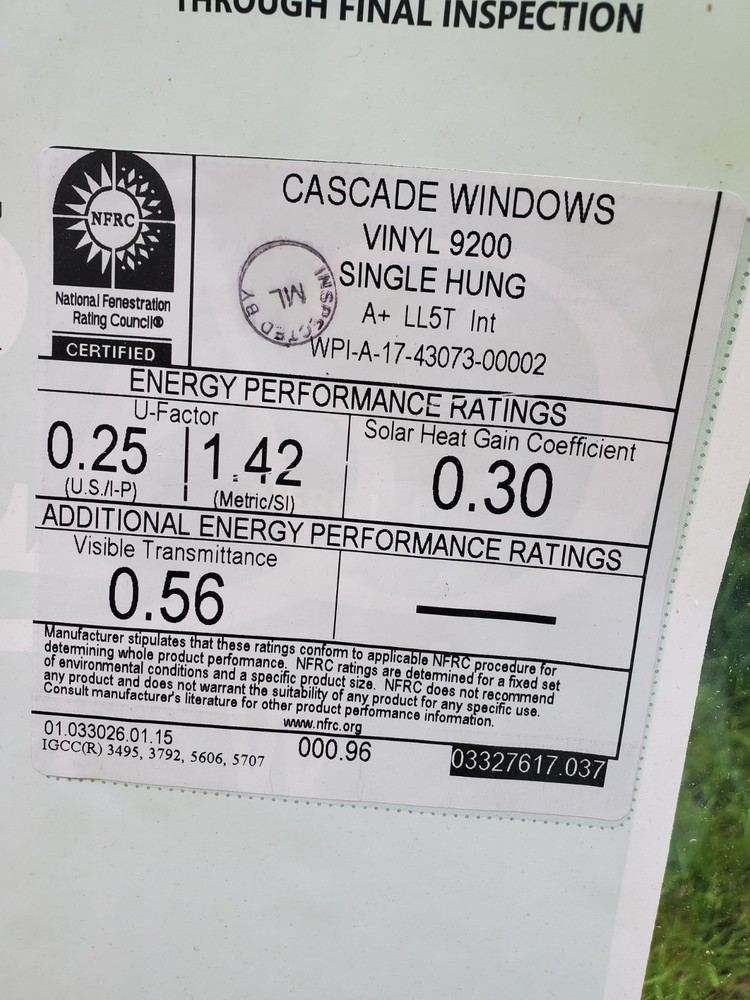 THROUGH FINAL INSPECTION
NFRC
National Fenestration
Rating Council®
CERTIFIED
CASCADE WINDOWS
VINYL 9200
SINGLE HUNG
A+ LL5T Int
WPI-A-17-43073-00002
INSPECTED BY
ML
ENERGY PERFORMANCE RATINGS
U-Factor
0.25 | 1.42
(U.S./I-P) (Metric/SI)
Solar Heat Gain Coefficient
0.30
ADDITIONAL ENERGY PERFORMANCE RATINGS
Visible Transmittance
0.56
Manufacturer stipulates that these ratings conform to applicable NFRC procedure for
determining whole product performance. NFRC ratings are determined for a fixed set
of environmental conditions and a specific product size. NFRC does not recommend
any product and does not warrant the suitability of any product for any specific use.
Consult manufacturer's literature for other product performance information.
www.nfrc.org
01.033026.01.15
IGCC(R) 3495, 3792, 5606, 5707
000.96
03327617.037